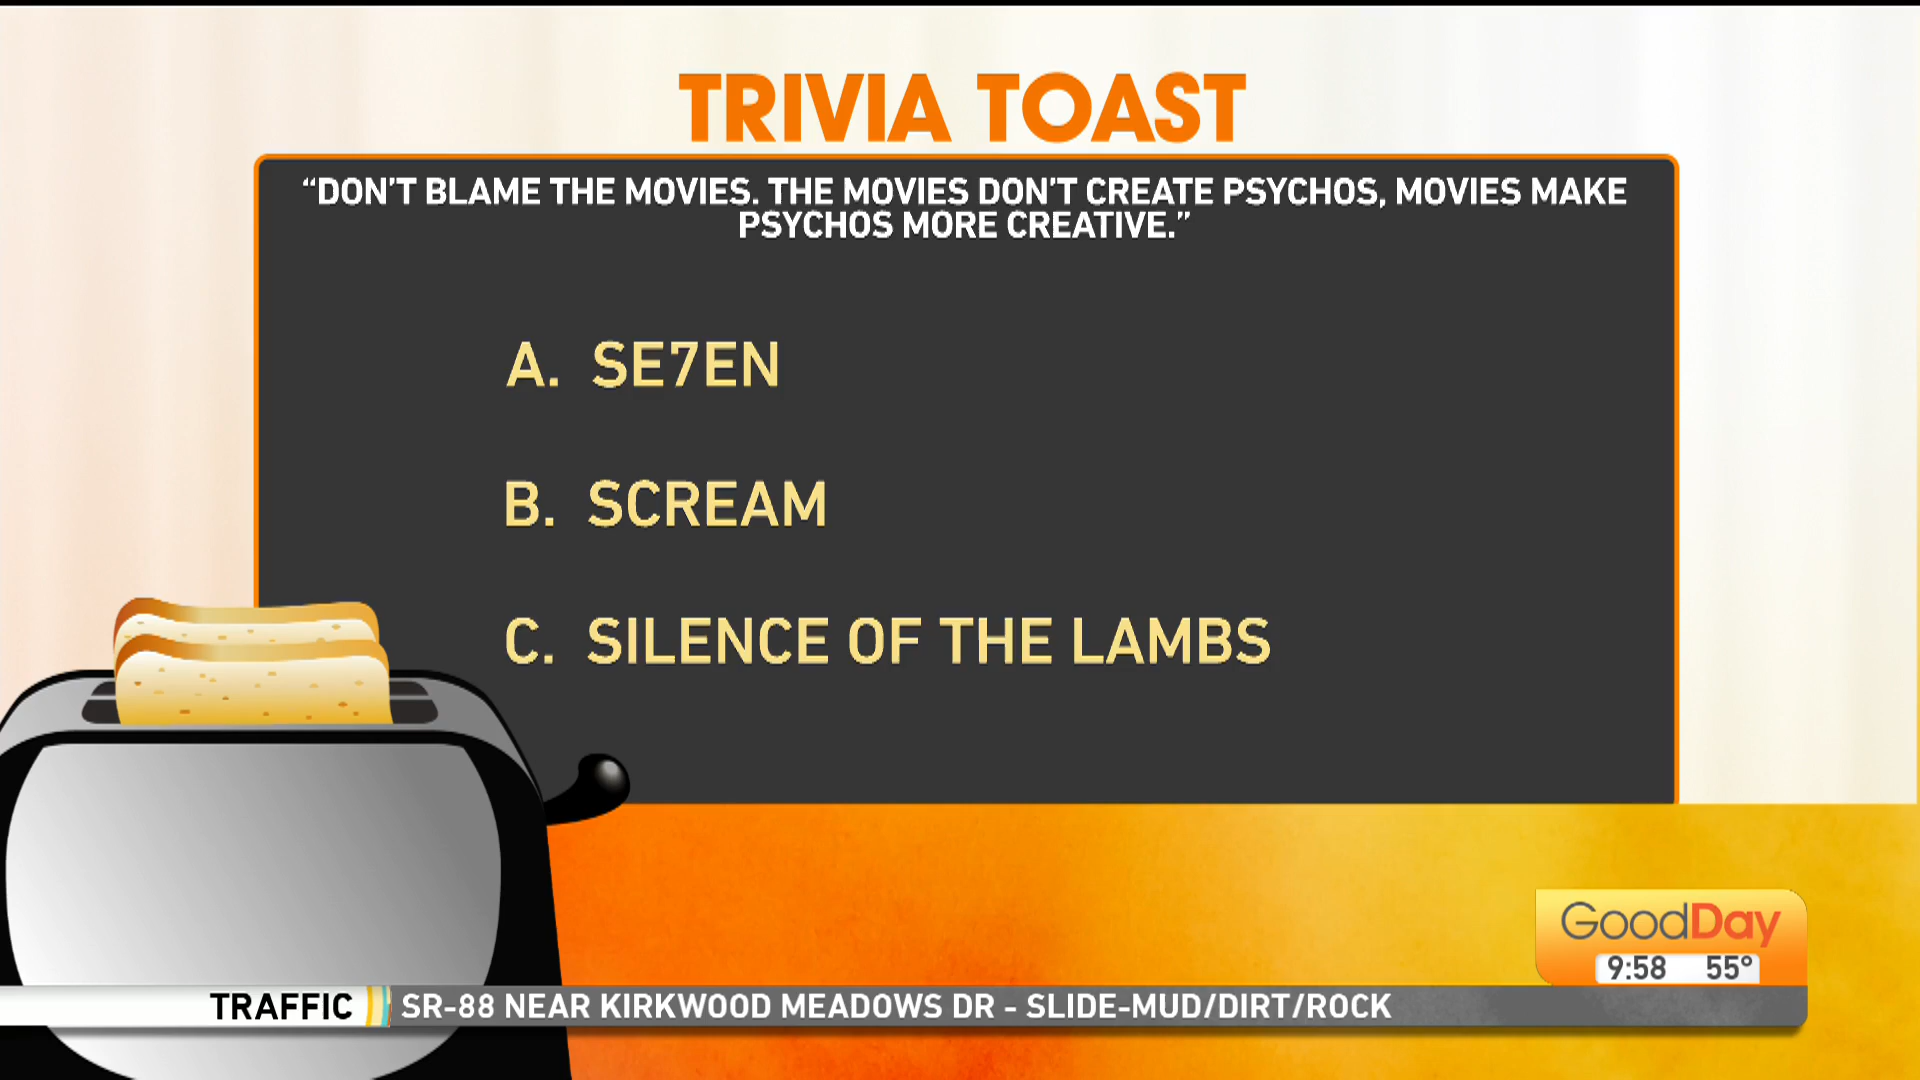 TRIVIA TOAST
“DON’T BLAME THE MOVIES. THE MOVIES DON’T CREATE PSYCHOS, MOVIES MAKE
PSYCHOS MORE CREATIVE.”
A. SE7EN
B. SCREAM
C. SILENCE OF THE LAMBS
GoodDay
9:58 55°
TRAFFIC SR-88 NEAR KIRKWOOD MEADOWS DR - SLIDE-MUD/DIRT/ROCK